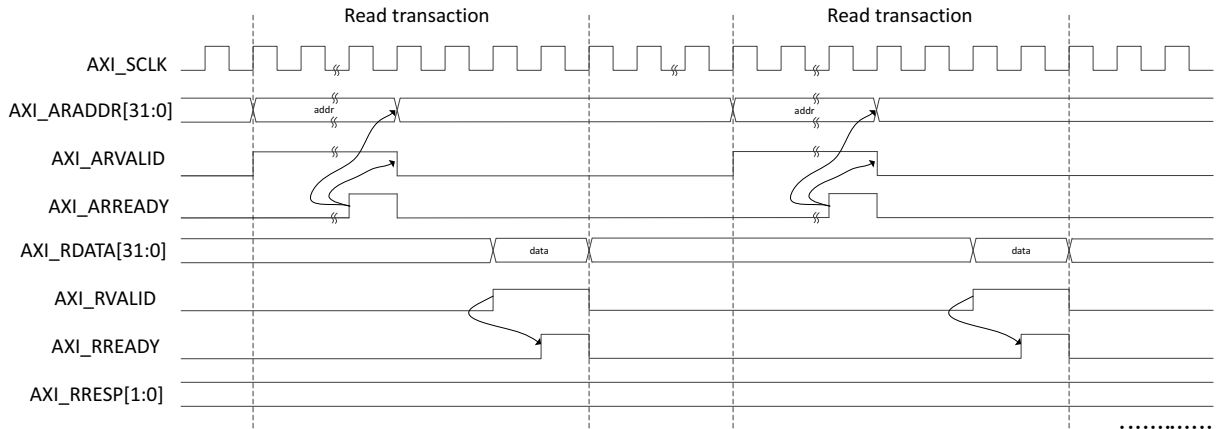 Read transaction Read transaction
AXI_SCLK
AXI_ARADDR[31:0] addr addr
AXI_ARVALID
AXI_ARREADY
AXI_RDATA[31:0] data data
AXI_RVALID
AXI_RREADY
AXI_RRESP[1:0]